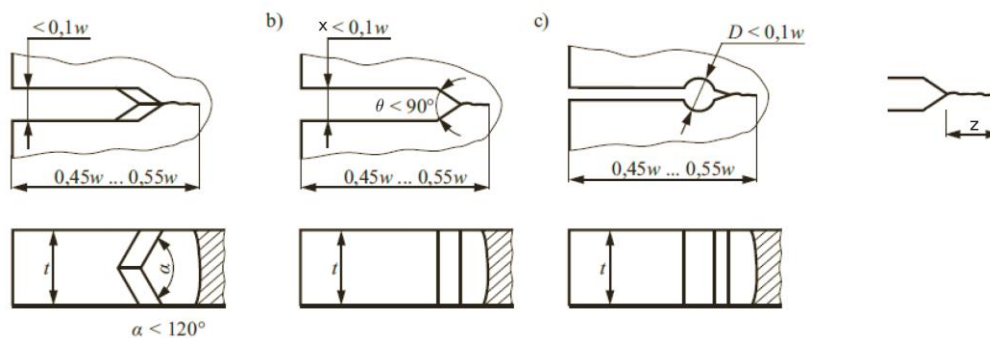 < 0,1w
b)
x < 0,1w
c)
D < 0,1w
θ < 90°
z
0,45w ... 0,55w
0,45w ... 0,55w
0,45w ... 0,55w
t
α
t
t
α < 120°